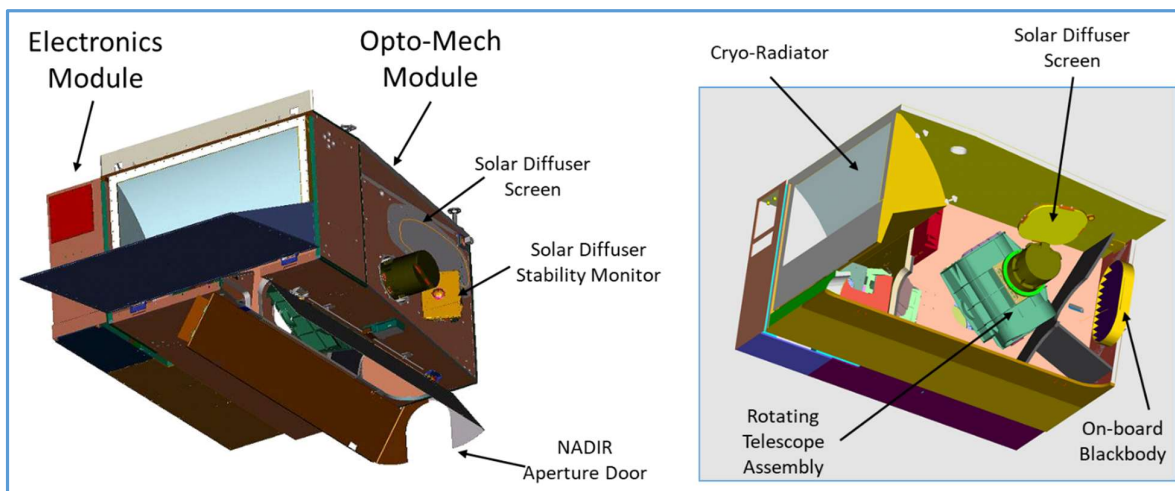 Electronics
Module
Opto-Mech
Module
Solar Diffuser
Screen
Solar Diffuser
Stability Monitor
NADIR
Aperture Door
Cryo-Radiator
Solar Diffuser
Screen
Rotating
Telescope
Assembly
On-board
Blackbody